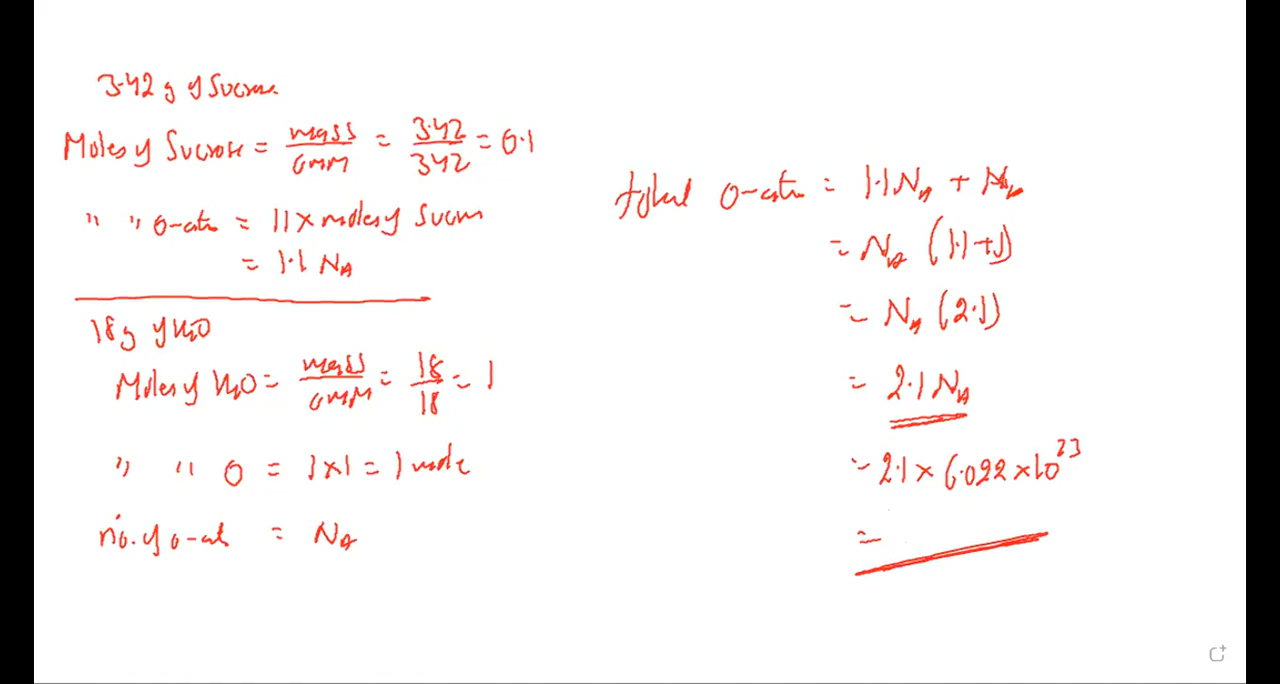 3.42 g of Sucrose
Moles of Sucrose = mass/GMM = 3.42/342 = 0.1
" " O-atom = 11 × moles of Sucro
= 1.1 NA
18g of H2O
Moles of H2O = mass/GMM = 18/18 = 1
" " O = 1×1 = 1 mole
no. of o-at = NA
total O-atom = 1.1 NA + NA
= NA (1.1+1)
= NA (2.1)
= 2.1 NA
= 2.1 × 6.022 × 10^23
=